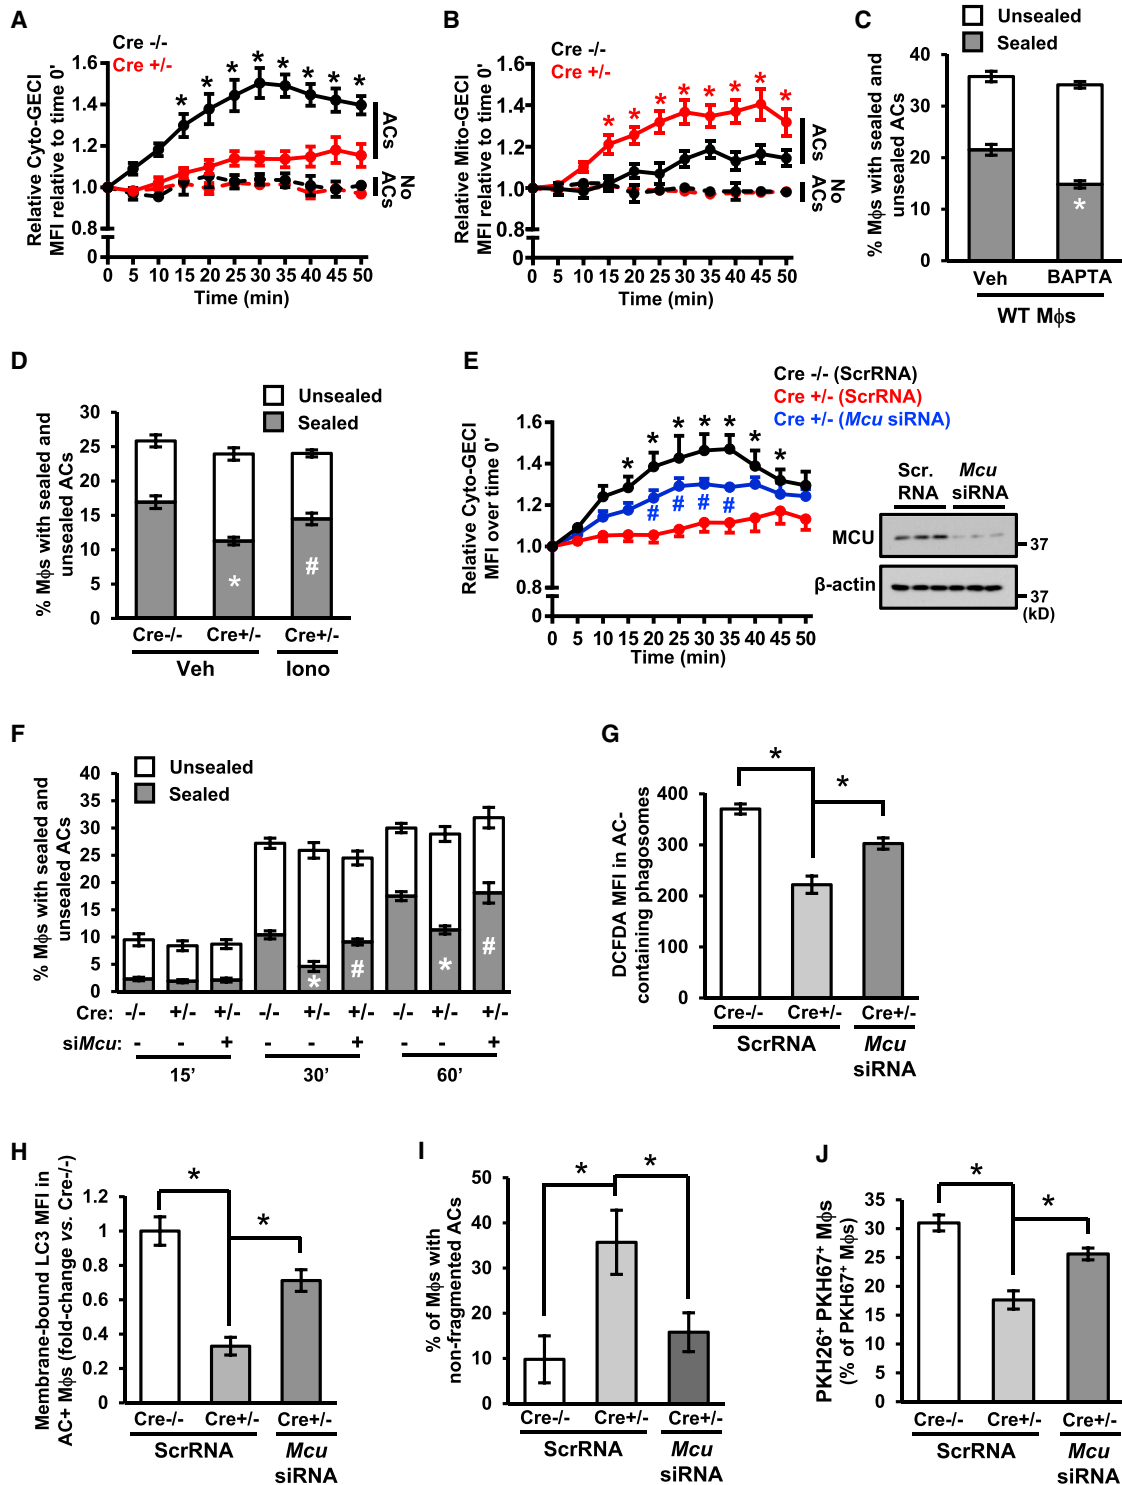 A
Cre -/-
Cre +/-
Relative Cyto-GECI
MFI relative to time 0'
1.6
1.4
1.2
1.0
0.8
0
* * * * * * * *
ACs
No
ACs
0 5 10 15 20 25 30 35 40 45 50
Time (min)
B
Cre -/-
Cre +/-
Relative Mito-GECI
MFI relative to time 0'
1.6
1.4
1.2
1.0
0.8
0
* * * * * * * *
ACs
No
ACs
0 5 10 15 20 25 30 35 40 45 50
Time (min)
C
Unsealed
Sealed
% Mϕs with sealed and
unsealed ACs
40
30
20
10
0
*
Veh BAPTA
WT Mϕs
D
Unsealed
Sealed
% Mϕs with sealed and
unsealed ACs
30
25
20
15
10
5
0
* #
Cre-/- Cre+/- Cre+/-
Veh Iono
E
Cre -/- (ScrRNA)
Cre +/- (ScrRNA)
Cre +/- (Mcu siRNA)
Relative Cyto-GECI
MFI over time 0'
1.6
1.4
1.2
1.0
0.8
0
* * * * * * *
# # # #
0 5 10 15 20 25 30 35 40 45 50
Time (min)
Scr. Mcu
RNA siRNA
MCU
37
β-actin
37
(kD)
F
Unsealed
Sealed
% Mϕs with sealed and
unsealed ACs
40
35
30
25
20
15
10
5
0
* # * #
Cre: -/- +/- +/- -/- +/- +/- -/- +/- +/-
siMcu: - - + - - + - - +
15’ 30’ 60’
G
DCFDA MFI in AC-
containing phagosomes
400
300
200
100
0
* *
Cre-/- Cre+/- Cre+/-
ScrRNA Mcu
siRNA
H
Membrane-bound LC3 MFI in
AC+ Mϕs (fold-change vs. Cre-/-)
1.2
1
0.8
0.6
0.4
0.2
0
* *
Cre-/- Cre+/- Cre+/-
ScrRNA Mcu
siRNA
I
% of Mϕs with
non-fragmented ACs
50
40
30
20
10
0
* *
Cre-/- Cre+/- Cre+/-
ScrRNA Mcu
siRNA
J
PKH26⁺ PKH67⁺ Mϕs
(% of PKH67⁺ Mϕs)
35
30
25
20
15
10
5
0
* *
Cre-/- Cre+/- Cre+/-
ScrRNA Mcu
siRNA